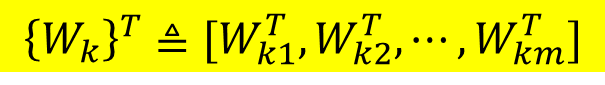 {W_k}^T ≜ [W_{k1}^T, W_{k2}^T, ⋯, W_{km}^T]